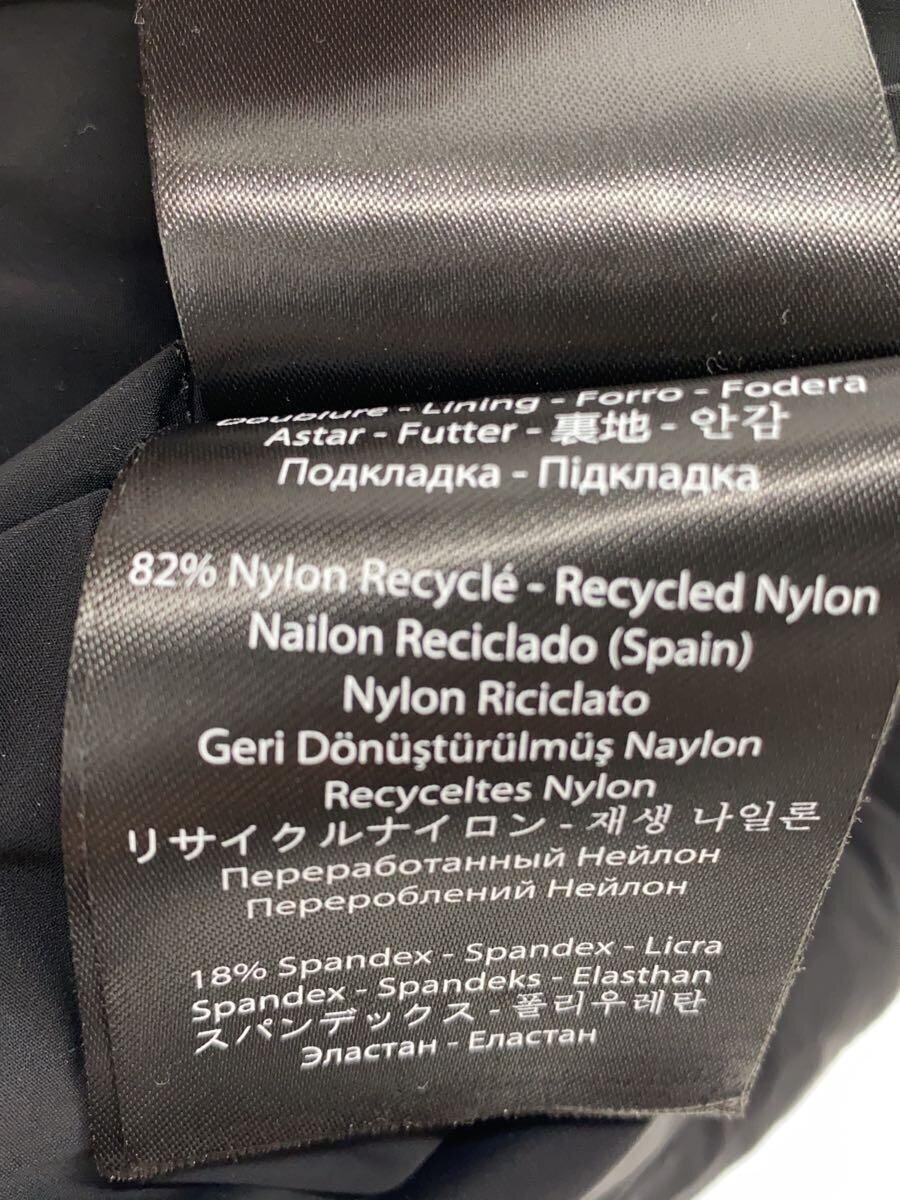 Doublure - Lining - Forro - Fodera
Astar - Futter - 裏地 - 안감
Подкладка - Підкладка
82% Nylon Recyclé - Recycled Nylon
Nailon Reciclado (Spain)
Nylon Riciclato
Geri Dönüştürülmüş Naylon
Recyceltes Nylon
リサイクルナイロン - 재생 나일론
Переработанный Нейлон
Перероблений Нейлон
18% Spandex - Spandex - Licra
Spandex - Spandeks - Elasthan
スパンデックス - 폴리우레탄
Эластан - Еластан